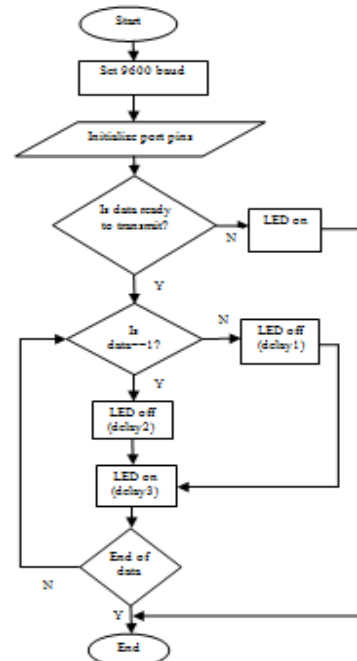 Start
Set 9600 baud
Initialize port pins
Is data ready
to transmit?
N
LED on
Y
Is
data==1?
N
LED off
(delay1)
Y
LED off
(delay2)
LED on
(delay3)
End of
data
N
Y
End